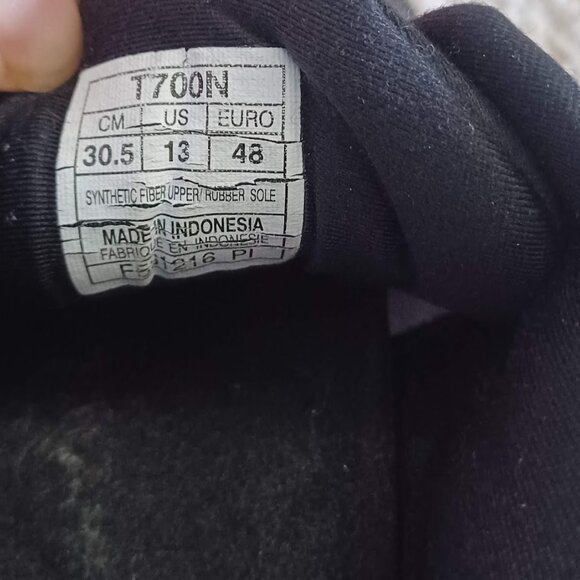 T700N
CM US EURO
30.5 13 48
SYNTHETIC FIBER UPPER/RUBBER SOLE
MADE IN INDONESIA
FABRIQUE EN INDONESIE
PI